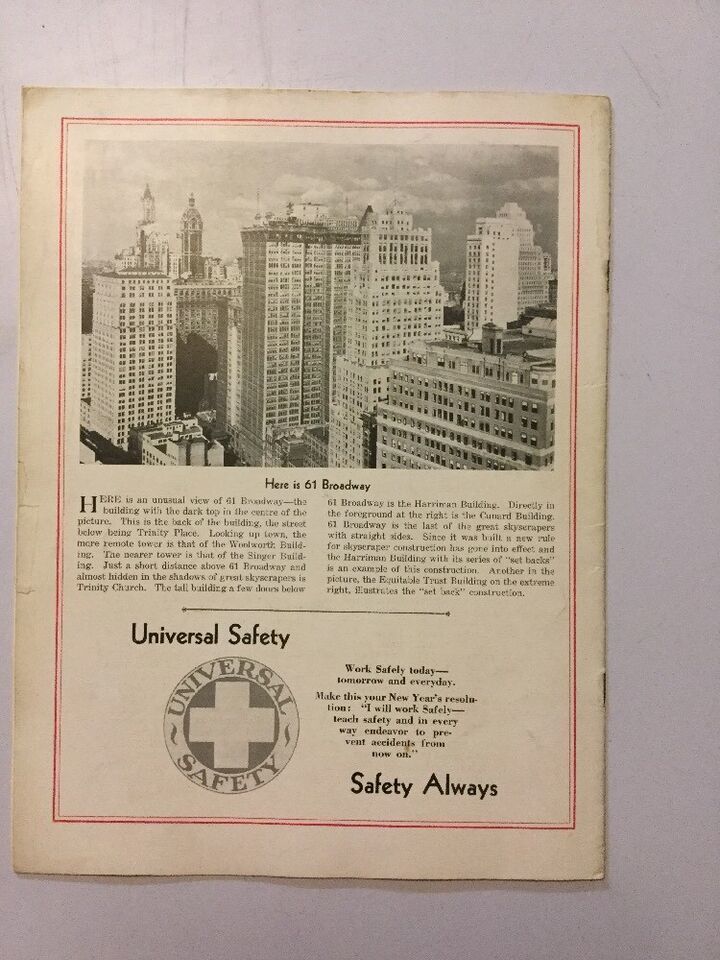 Here is 61 Broadway
HERE is an unusual view of 61 Broadway—the
building with the dark top in the centre of the
picture. This is the back of the building, the street
below being Trinity Place. Looking up town, the
more remote tower is that of the Woolworth Build-
ing. The nearer tower is that of the Singer Build-
ing. Just a short distance above 61 Broadway and
almost hidden in the shadows of great skyscrapers is
Trinity Church. The tall building a few doors below
61 Broadway is the Harriman Building. Directly in
the foreground at the right is the Cunard Building.
61 Broadway is the last of the great skyscrapers
with straight sides. Since it was built a new rule
for skyscraper construction has gone into effect and
the Harriman Building with its series of "set backs"
is an example of this construction. Another in the
picture, the Equitable Trust Building on the extreme
right, illustrates the "set back" construction.
Universal Safety
UNIVERSAL
SAFETY
Work Safely today—
tomorrow and everyday.
Make this your New Year's resolu-
tion: "I will work Safely—
teach safety and in every
way endeavor to pre-
vent accidents from
now on."
Safety Always